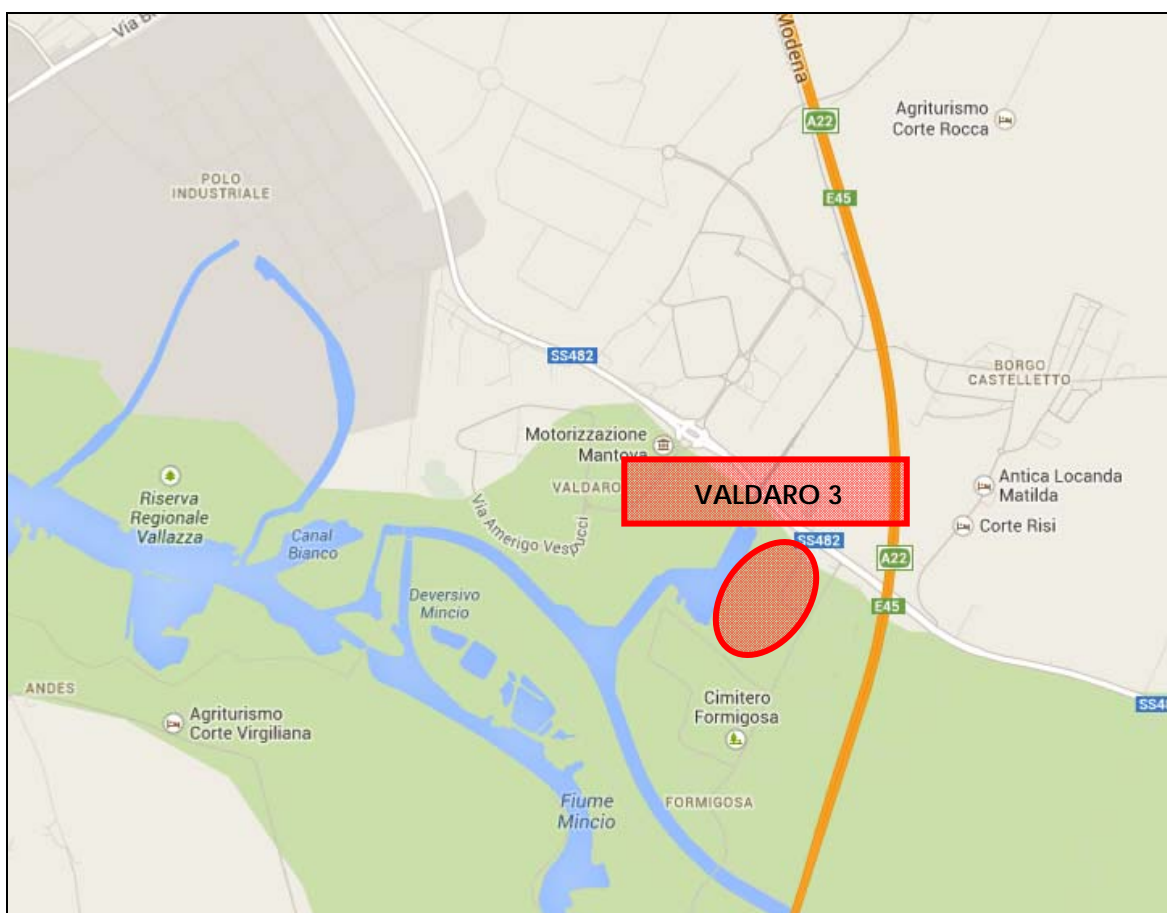 Via B
Modena
Agriturismo
Corte Rocca
A22
POLO
INDUSTRIALE
E45
SS482
BORGO
CASTELLETTO
Motorizzazione
Mantova
Riserva
Regionale
Vallazza
VALDARO
VALDARO 3
Antica Locanda
Matilda
Via Amerigo Vespucci
Corte Risi
Canal
Bianco
SS482
A22
Deversivo
Mincio
E45
ANDES
Agriturismo
Corte Virgiliana
Cimitero
Formigosa
SS48
Fiume
Mincio
FORMIGOSA